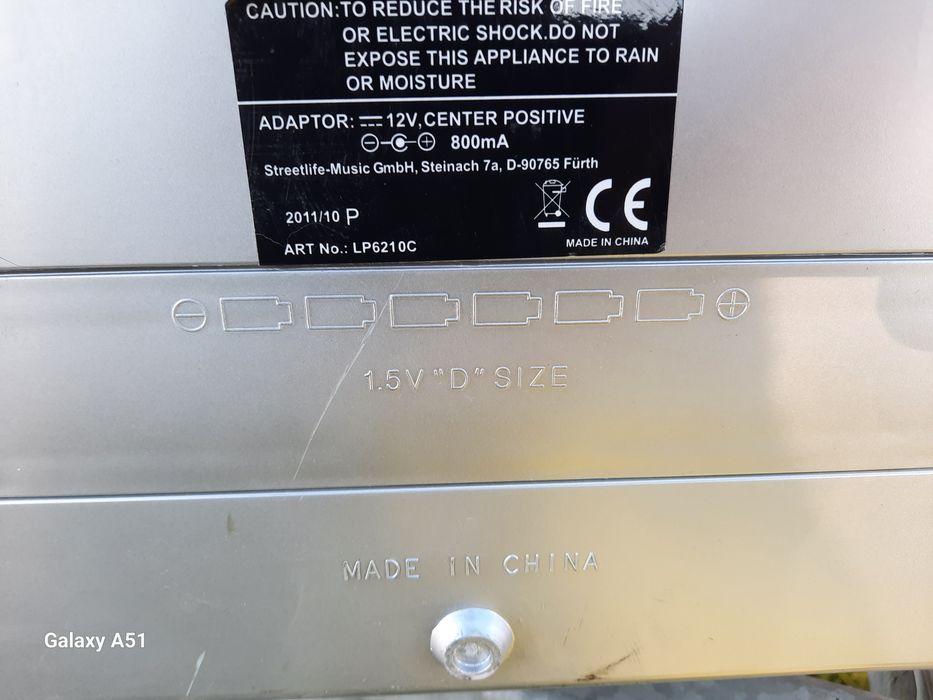 CAUTION:TO REDUCE THE RISK OF FIRE
OR ELECTRIC SHOCK.DO NOT
EXPOSE THIS APPLIANCE TO RAIN
OR MOISTURE
ADAPTOR: 12V,CENTER POSITIVE
800mA
Streetlife-Music GmbH, Steinach 7a, D-90765 Fürth
2011/10 P
CE
ART No.: LP6210C
MADE IN CHINA
1.5V "D" SIZE
MADE IN CHINA
Galaxy A51